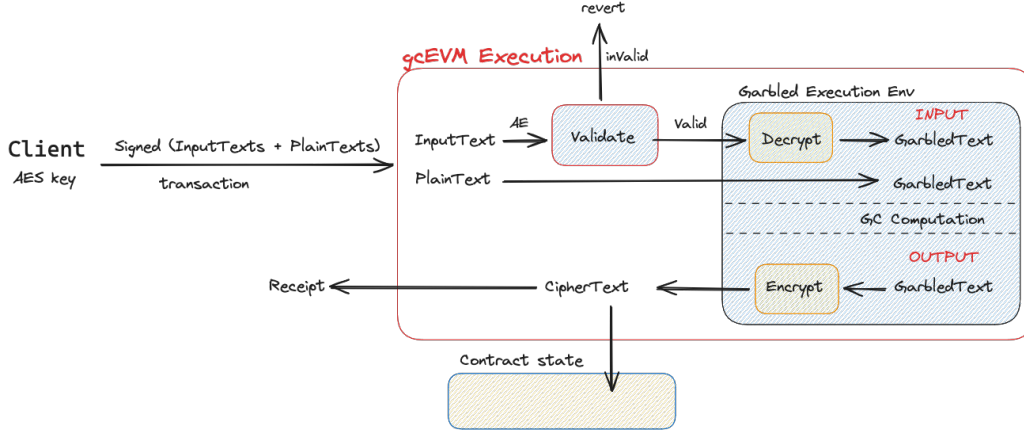 revert
gcEVM Execution
inValid
Garbled Execution Env
INPUT
Client
AES key
Signed (InputTexts + PlainTexts)
transaction
InputText
AE
Validate
Valid
Decrypt
GarbledText
PlainText
GarbledText
GC Computation
OUTPUT
Receipt
CipherText
Encrypt
GarbledText
Contract state